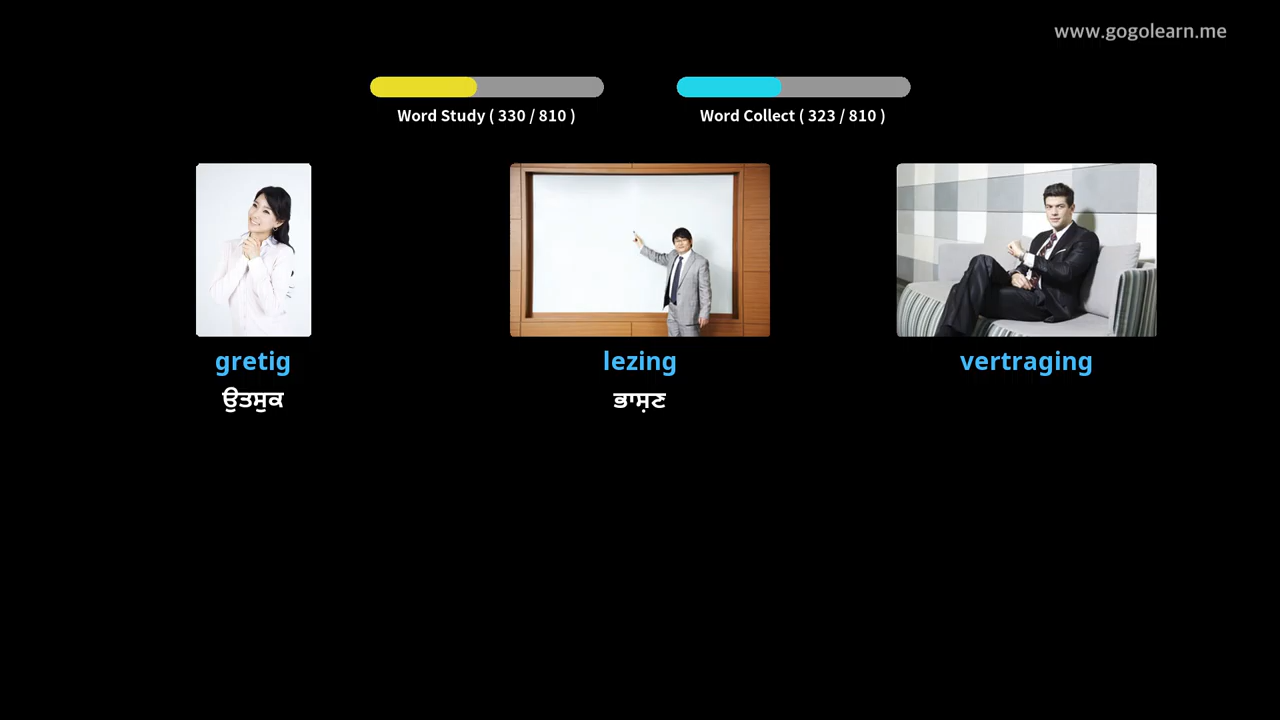 www.gogolearn.me
Word Study ( 330 / 810 )
Word Collect ( 323 / 810 )
gretig
lezing
vertraging
ਉਤਸੁਕ
ਭਾਸ਼ਣ